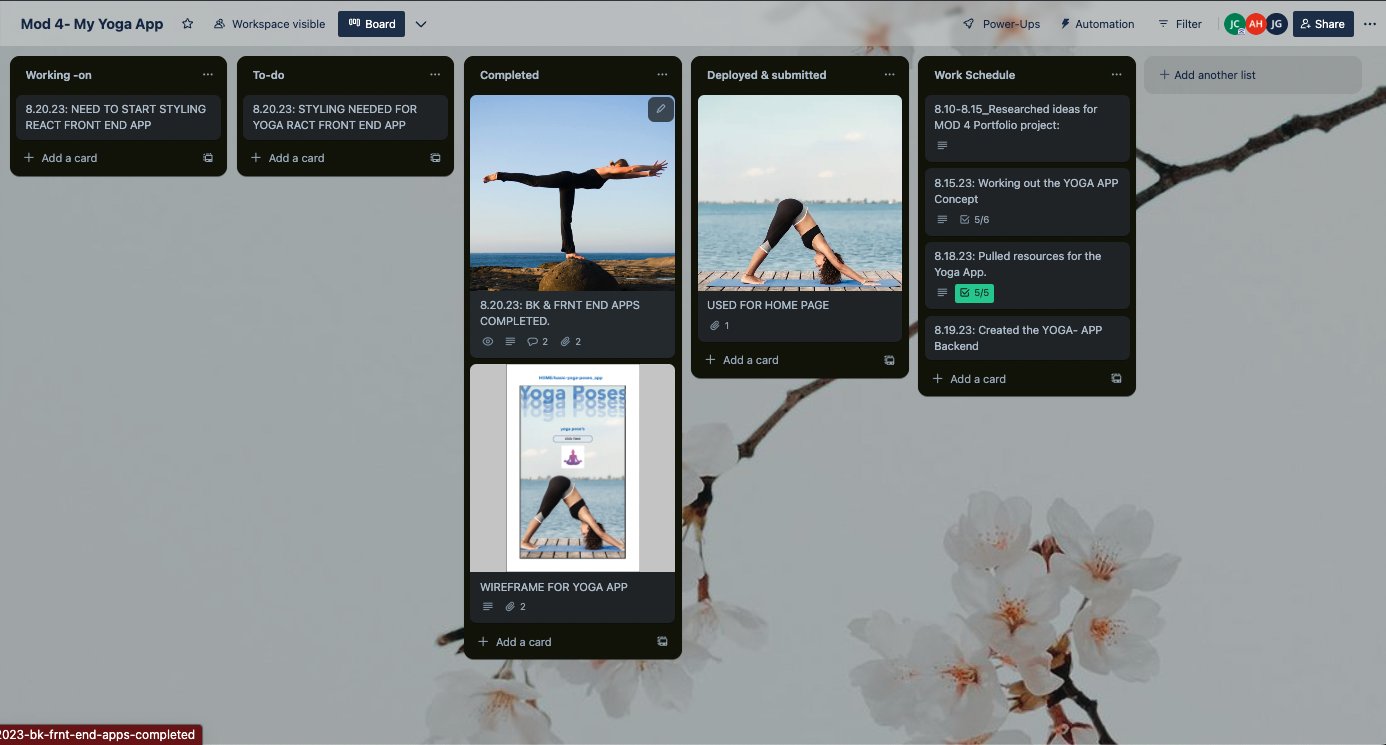 Mod 4- My Yoga App
Workspace visible
Board
Power-Ups
Automation
Filter
JC
AH
JG
Share
Working -on
8.20.23: NEED TO START STYLING
REACT FRONT END APP
Add a card
To-do
8.20.23: STYLING NEEDED FOR
YOGA RACT FRONT END APP
Add a card
Completed
8.20.23: BK & FRNT END APPS
COMPLETED.
2
2
HOME/basic-yoga-poses_app
Yoga Poses
yoga pose's
WIREFRAME FOR YOGA APP
2
Add a card
Deployed & submitted
USED FOR HOME PAGE
1
Add a card
Work Schedule
8.10-8.15_Researched ideas for
MOD 4 Portfolio project:
8.15.23: Working out the YOGA APP
Concept
5/6
8.18.23: Pulled resources for the
Yoga App.
5/5
8.19.23: Created the YOGA- APP
Backend
Add a card
Add another list
2023-bk-frnt-end-apps-completed